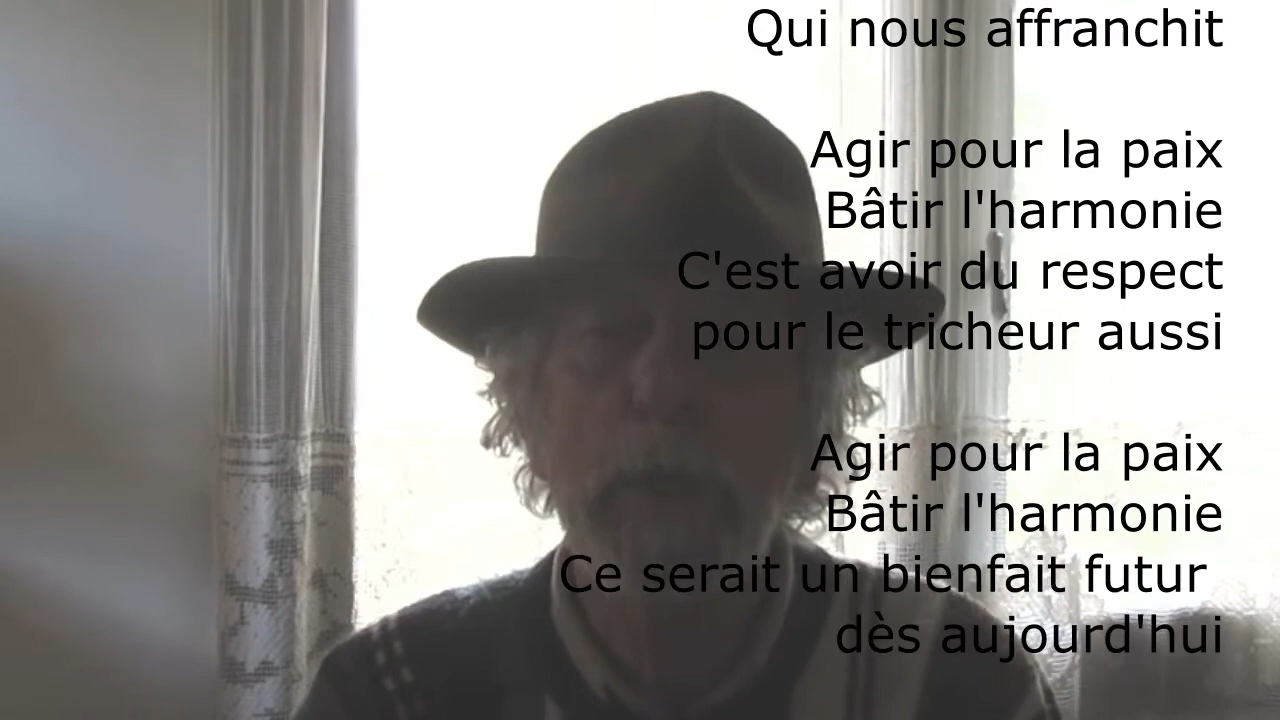 Qui nous affranchit
Agir pour la paix
Bâtir l'harmonie
C'est avoir du respect
pour le tricheur aussi
Agir pour la paix
Bâtir l'harmonie
Ce serait un bienfait futur
dès aujourd'hui